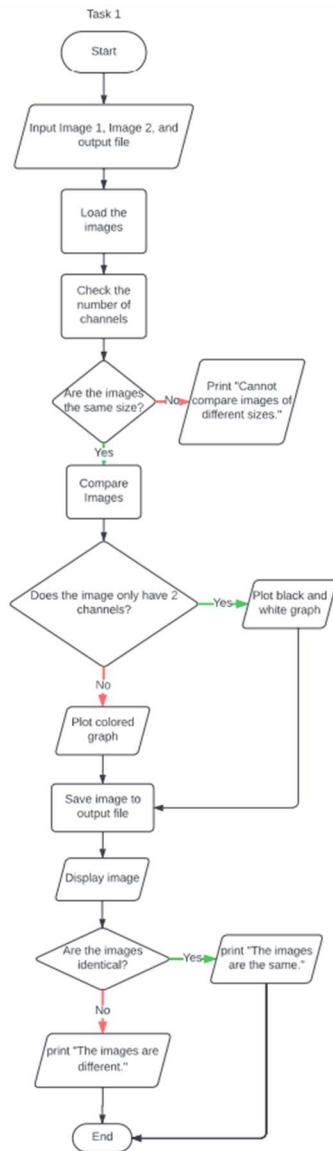 Task 1
Start
Input Image 1, Image 2, and
output file
Load the
images
Check the
number of
channels
Are the images
the same size?
No
Print "Cannot
compare images of
different sizes."
Yes
Compare
Images
Does the image only have 2
channels?
Yes
Plot black and
white graph
No
Plot colored
graph
Save image to
output file
Display image
Are the images
identical?
Yes
print "The images
are the same."
No
print "The images are
different."
End